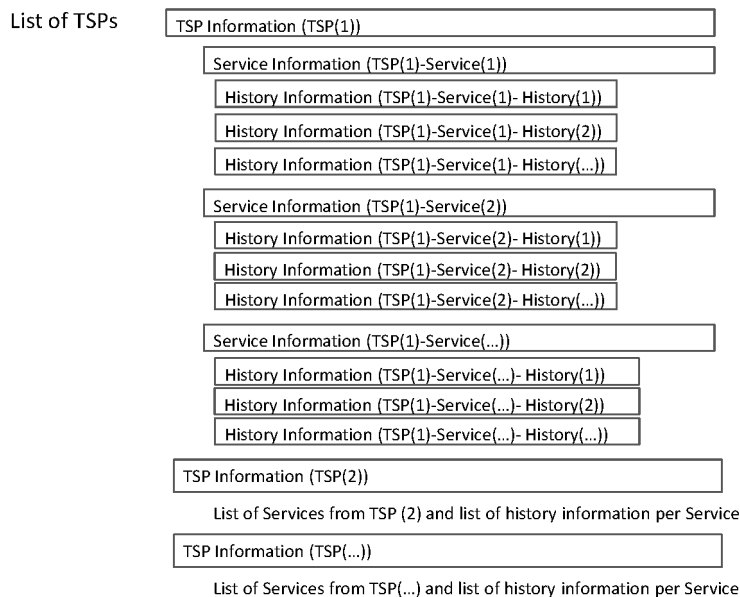 List of TSPs
TSP Information (TSP(1))
Service Information (TSP(1)-Service(1))
History Information (TSP(1)-Service(1)- History(1))
History Information (TSP(1)-Service(1)- History(2))
History Information (TSP(1)-Service(1)- History(...))
Service Information (TSP(1)-Service(2))
History Information (TSP(1)-Service(2)- History(1))
History Information (TSP(1)-Service(2)- History(2))
History Information (TSP(1)-Service(2)- History(...))
Service Information (TSP(1)-Service(...))
History Information (TSP(1)-Service(...)- History(1))
History Information (TSP(1)-Service(...)- History(2))
History Information (TSP(1)-Service(...)- History(...))
TSP Information (TSP(2))
List of Services from TSP (2) and list of history information per Service
TSP Information (TSP(...))
List of Services from TSP(...) and list of history information per Service